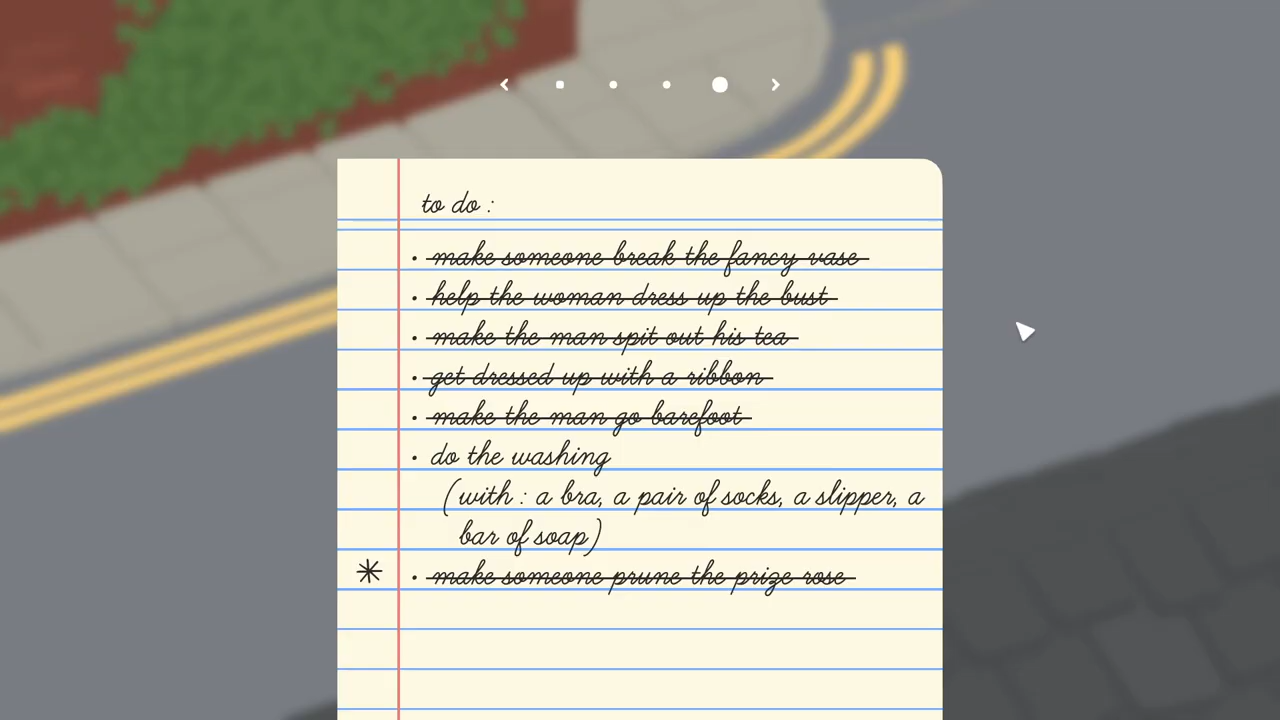 to do :
• make someone break the fancy vase
• help the woman dress up the bust
• make the man spit out his tea
• get dressed up with a ribbon
• make the man go barefoot
• do the washing
(with : a bra, a pair of socks, a slipper, a
bar of soap)
• make someone prune the prize rose